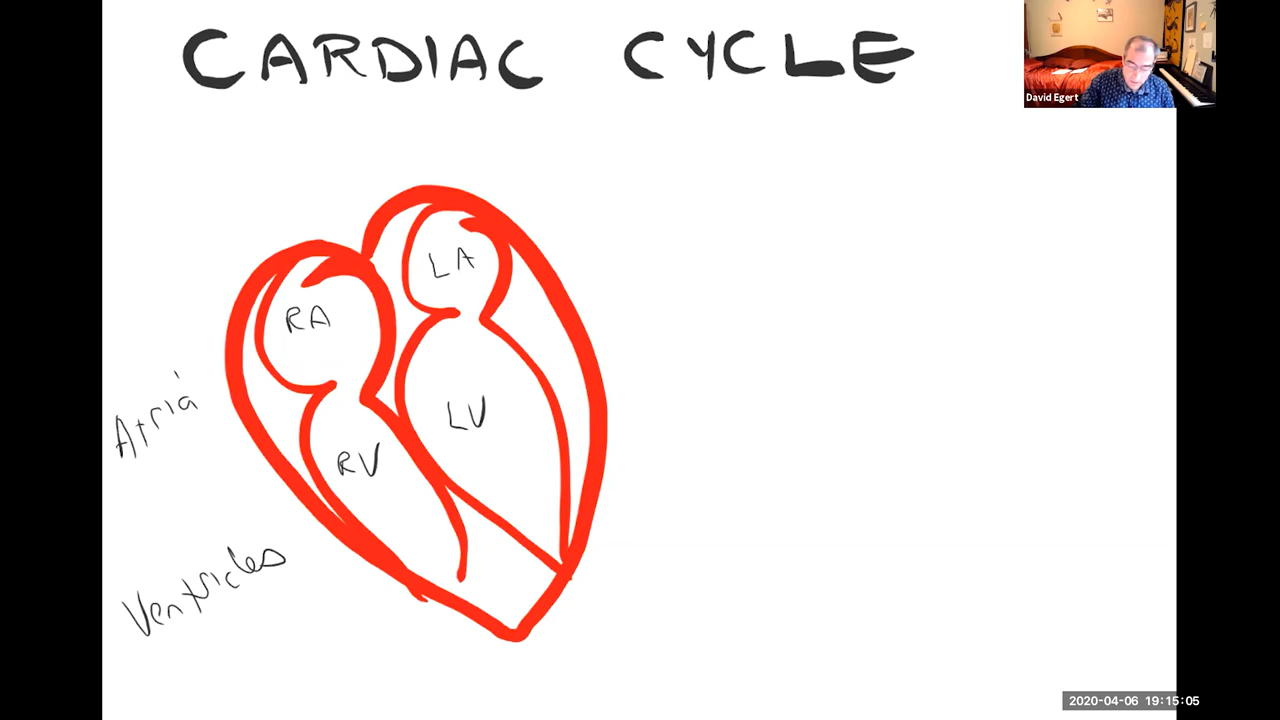 CARDIAC CYCLE
David Egert
LA
RA
Atria
LV
RV
Ventricles
2020-04-06 19:15:05